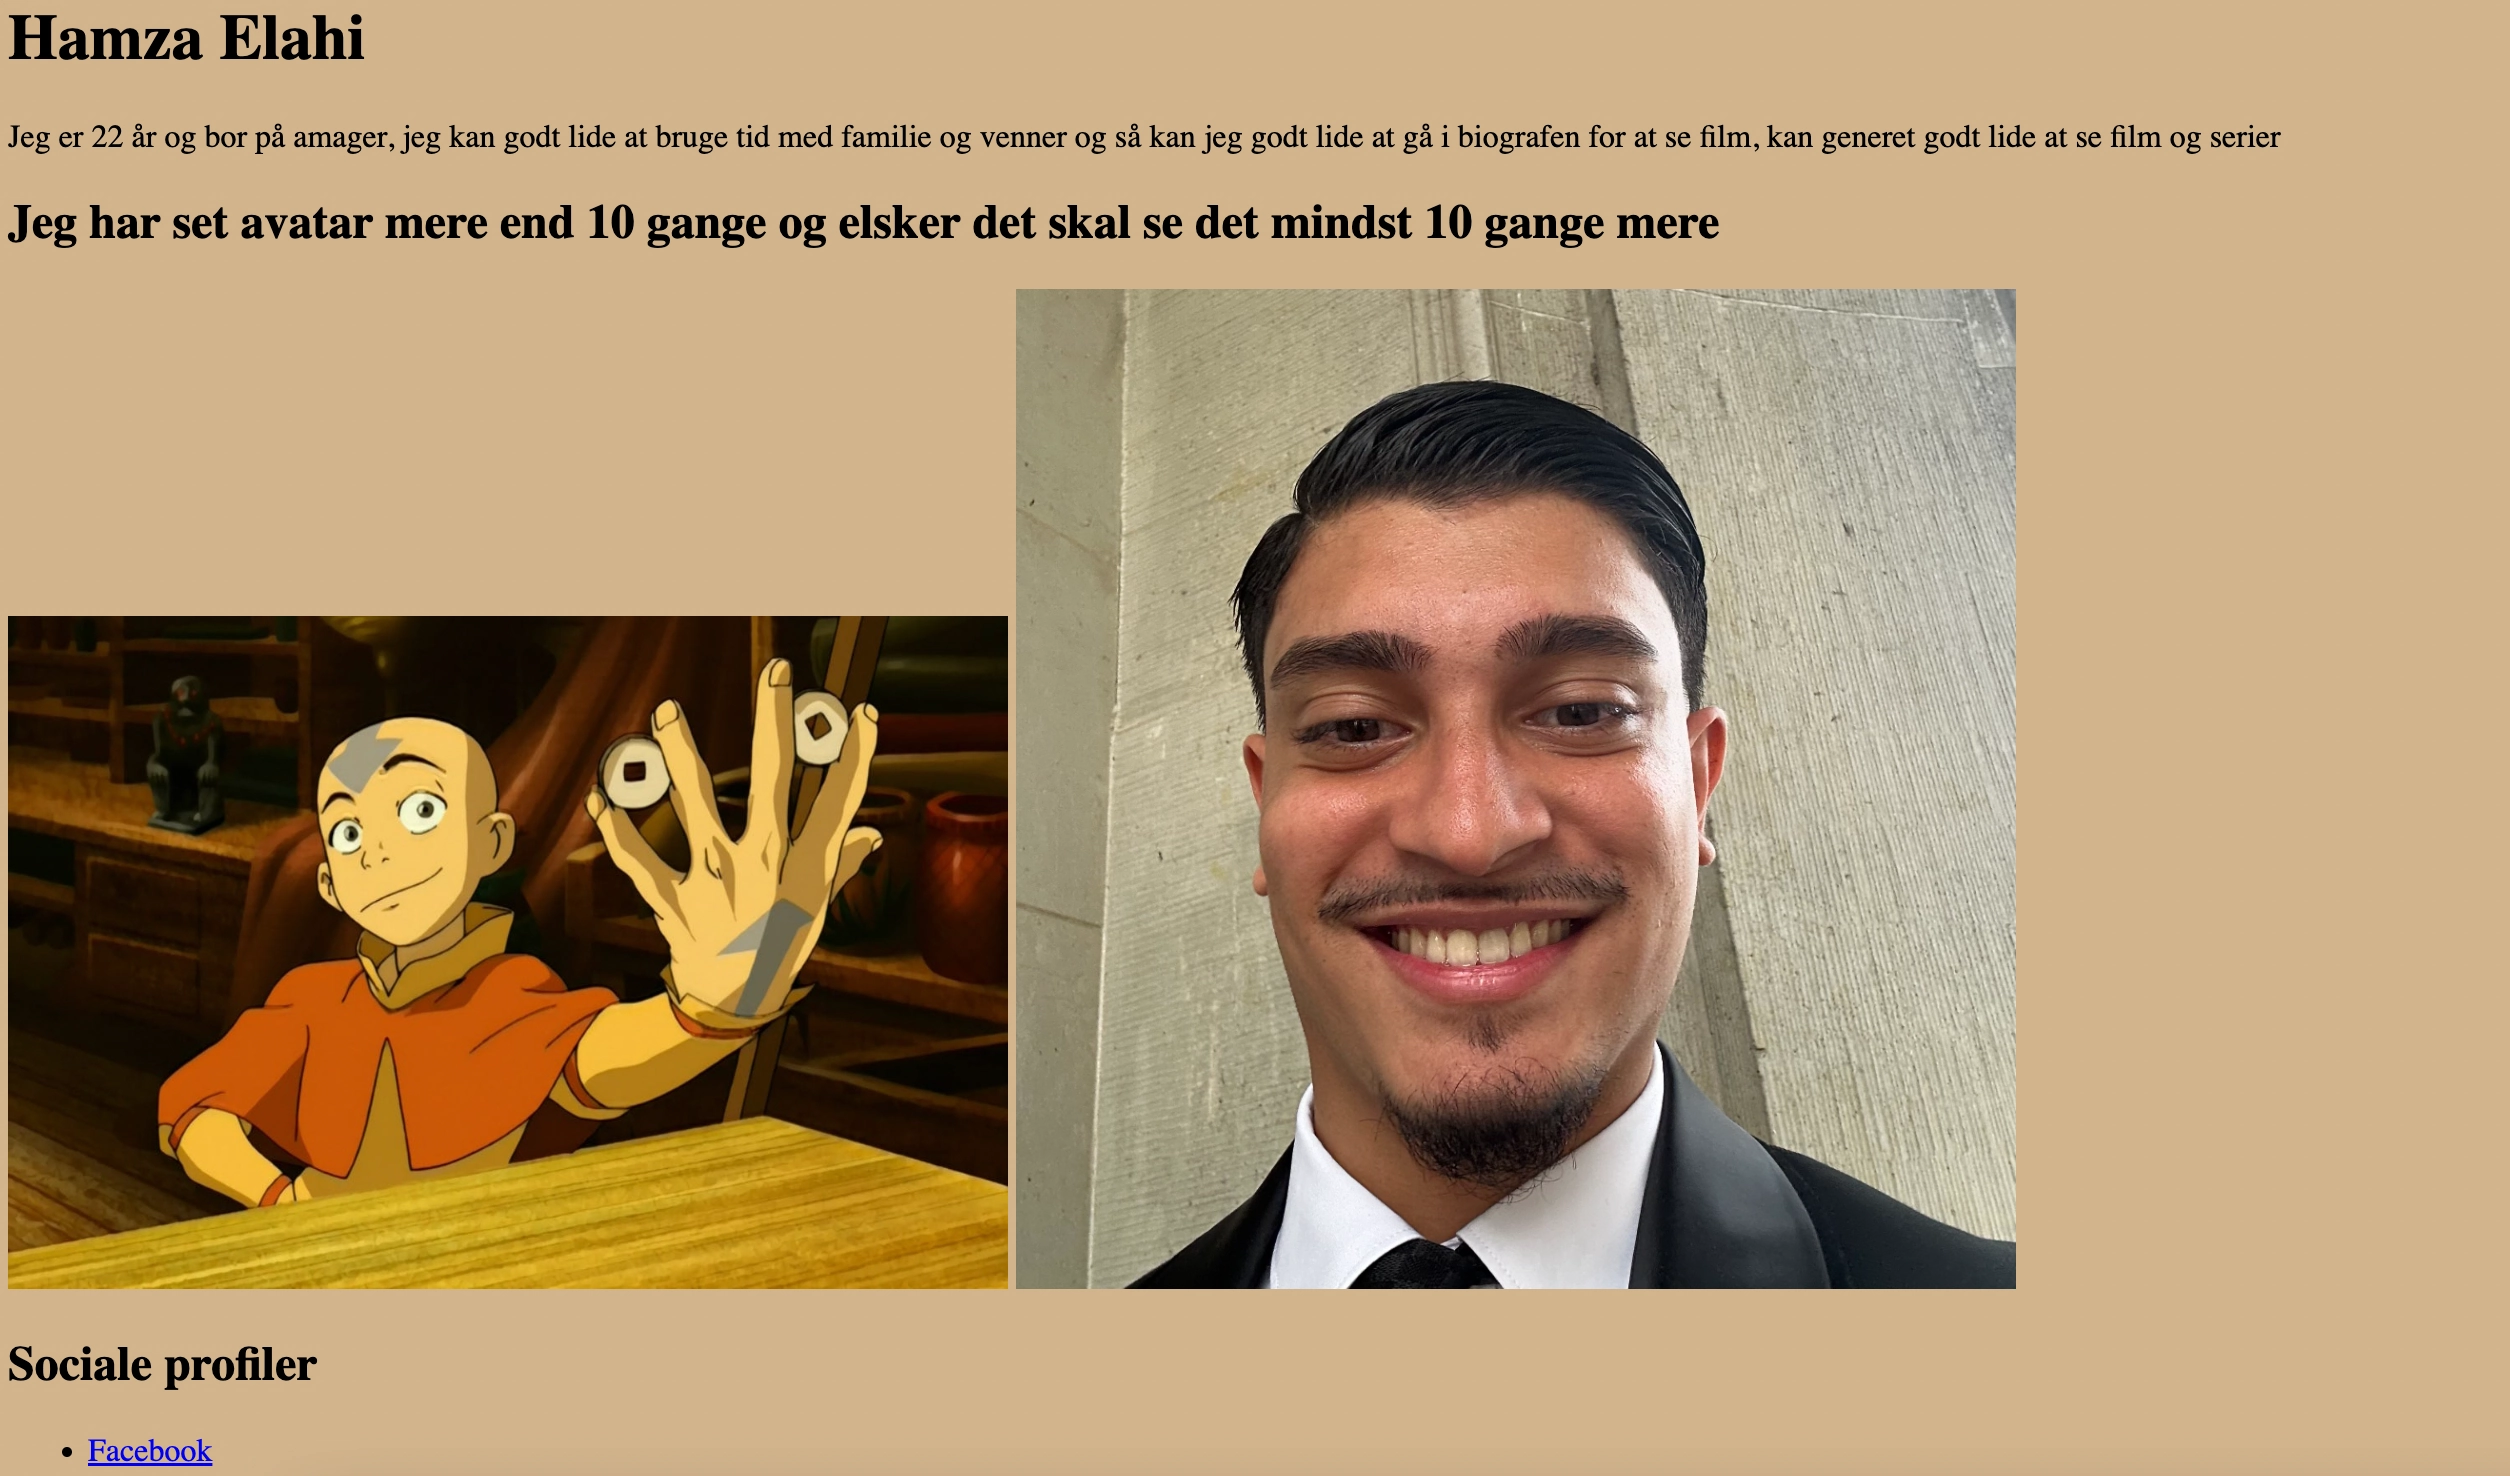 Hamza Elahi
Jeg er 22 år og bor på amager, jeg kan godt lide at bruge tid med familie og venner og så kan jeg godt lide at gå i biografen for at se film, kan generet godt lide at se film og serier
Jeg har set avatar mere end 10 gange og elsker det skal se det mindst 10 gange mere
Sociale profiler
Facebook